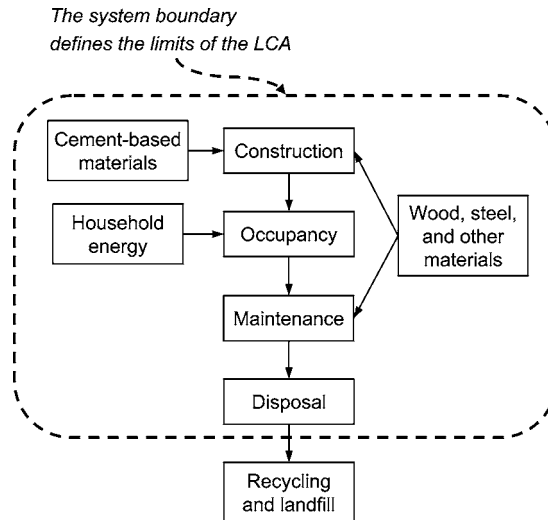 The system boundary
defines the limits of the LCA
Cement-based
materials
Construction
Household
energy
Occupancy
Wood, steel,
and other
materials
Maintenance
Disposal
Recycling
and landfill